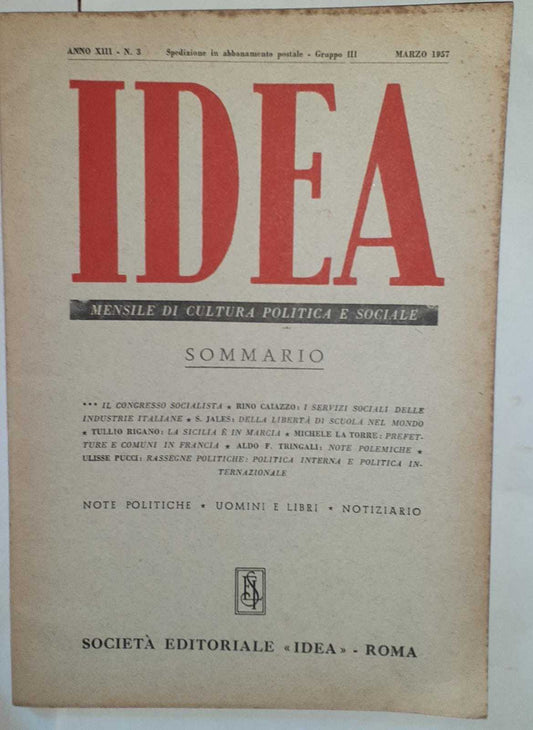 ANNO XIII - N. 3 Spedizione in abbonamento postale - Gruppo III MARZO 1957
IDEA
MENSILE DI CULTURA POLITICA E SOCIALE
SOMMARIO
*** IL CONGRESSO SOCIALISTA ★ RINO CAIAZZO: I SERVIZI SOCIALI DELLE
INDUSTRIE ITALIANE ★ S. JALES: DELLA LIBERTÀ DI SCUOLA NEL MONDO
★ TULLIO RIGANO: LA SICILIA È IN MARCIA ★ MICHELE LA TORRE: PREFET-
TURE E COMUNI IN FRANCIA ★ ALDO F. TRINGALI: NOTE POLEMICHE ★
ULISSE PUCCI: RASSEGNE POLITICHE: POLITICA INTERNA E POLITICA IN-
TERNAZIONALE
NOTE POLITICHE ★ UOMINI E LIBRI ★ NOTIZIARIO
SOCIETÀ EDITORIALE «IDEA» - ROMA